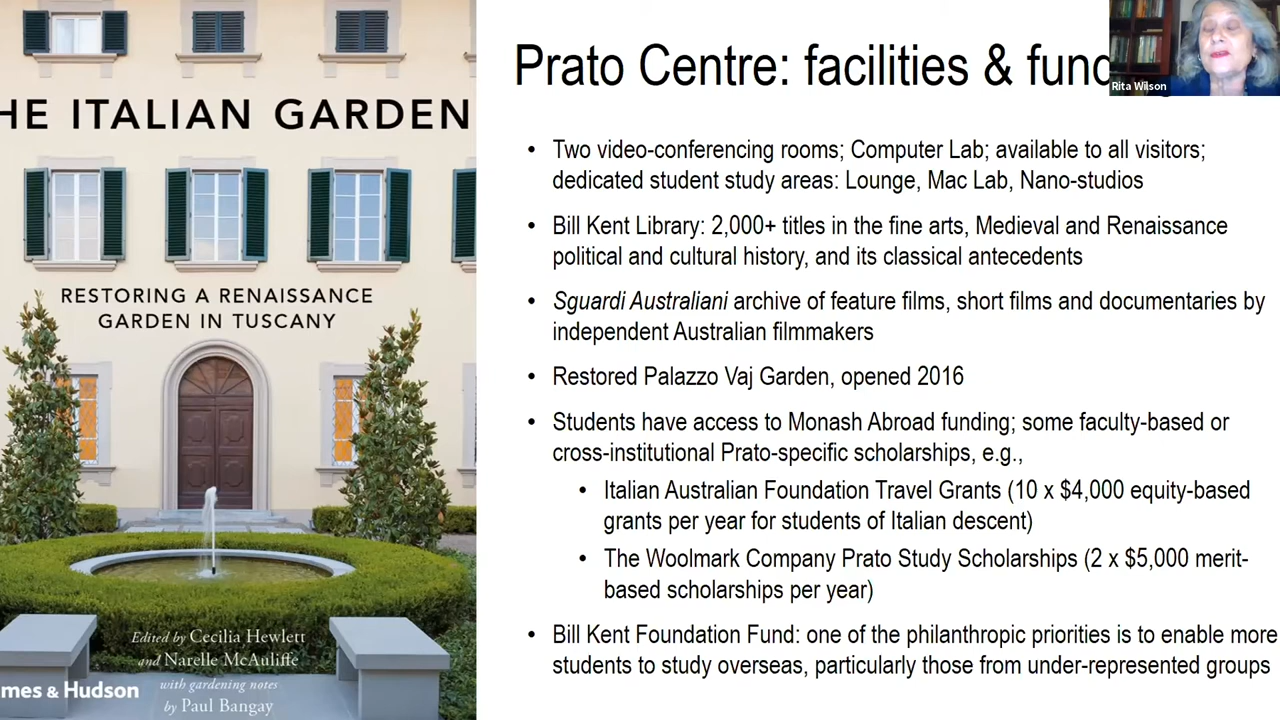 HE ITALIAN GARDEN
RESTORING A RENAISSANCE
GARDEN IN TUSCANY
Edited by Cecilia Hewlett
and Narelle McAuliffe
with gardening notes
by Paul Bangay
mes & Hudson
Prato Centre: facilities & fund
Rita Wilson
• Two video-conferencing rooms; Computer Lab; available to all visitors;
dedicated student study areas: Lounge, Mac Lab, Nano-studios
• Bill Kent Library: 2,000+ titles in the fine arts, Medieval and Renaissance
political and cultural history, and its classical antecedents
• Sguardi Australiani archive of feature films, short films and documentaries by
independent Australian filmmakers
• Restored Palazzo Vaj Garden, opened 2016
• Students have access to Monash Abroad funding; some faculty-based or
cross-institutional Prato-specific scholarships, e.g.,
• Italian Australian Foundation Travel Grants (10 x $4,000 equity-based
grants per year for students of Italian descent)
• The Woolmark Company Prato Study Scholarships (2 x $5,000 merit-
based scholarships per year)
• Bill Kent Foundation Fund: one of the philanthropic priorities is to enable more
students to study overseas, particularly those from under-represented groups